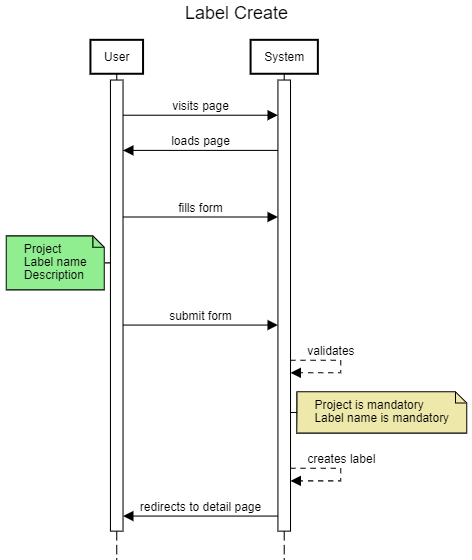 Label Create
User
System
visits page
loads page
fills form
Project
Label name
Description
submit form
validates
Project is mandatory
Label name is mandatory
creates label
redirects to detail page